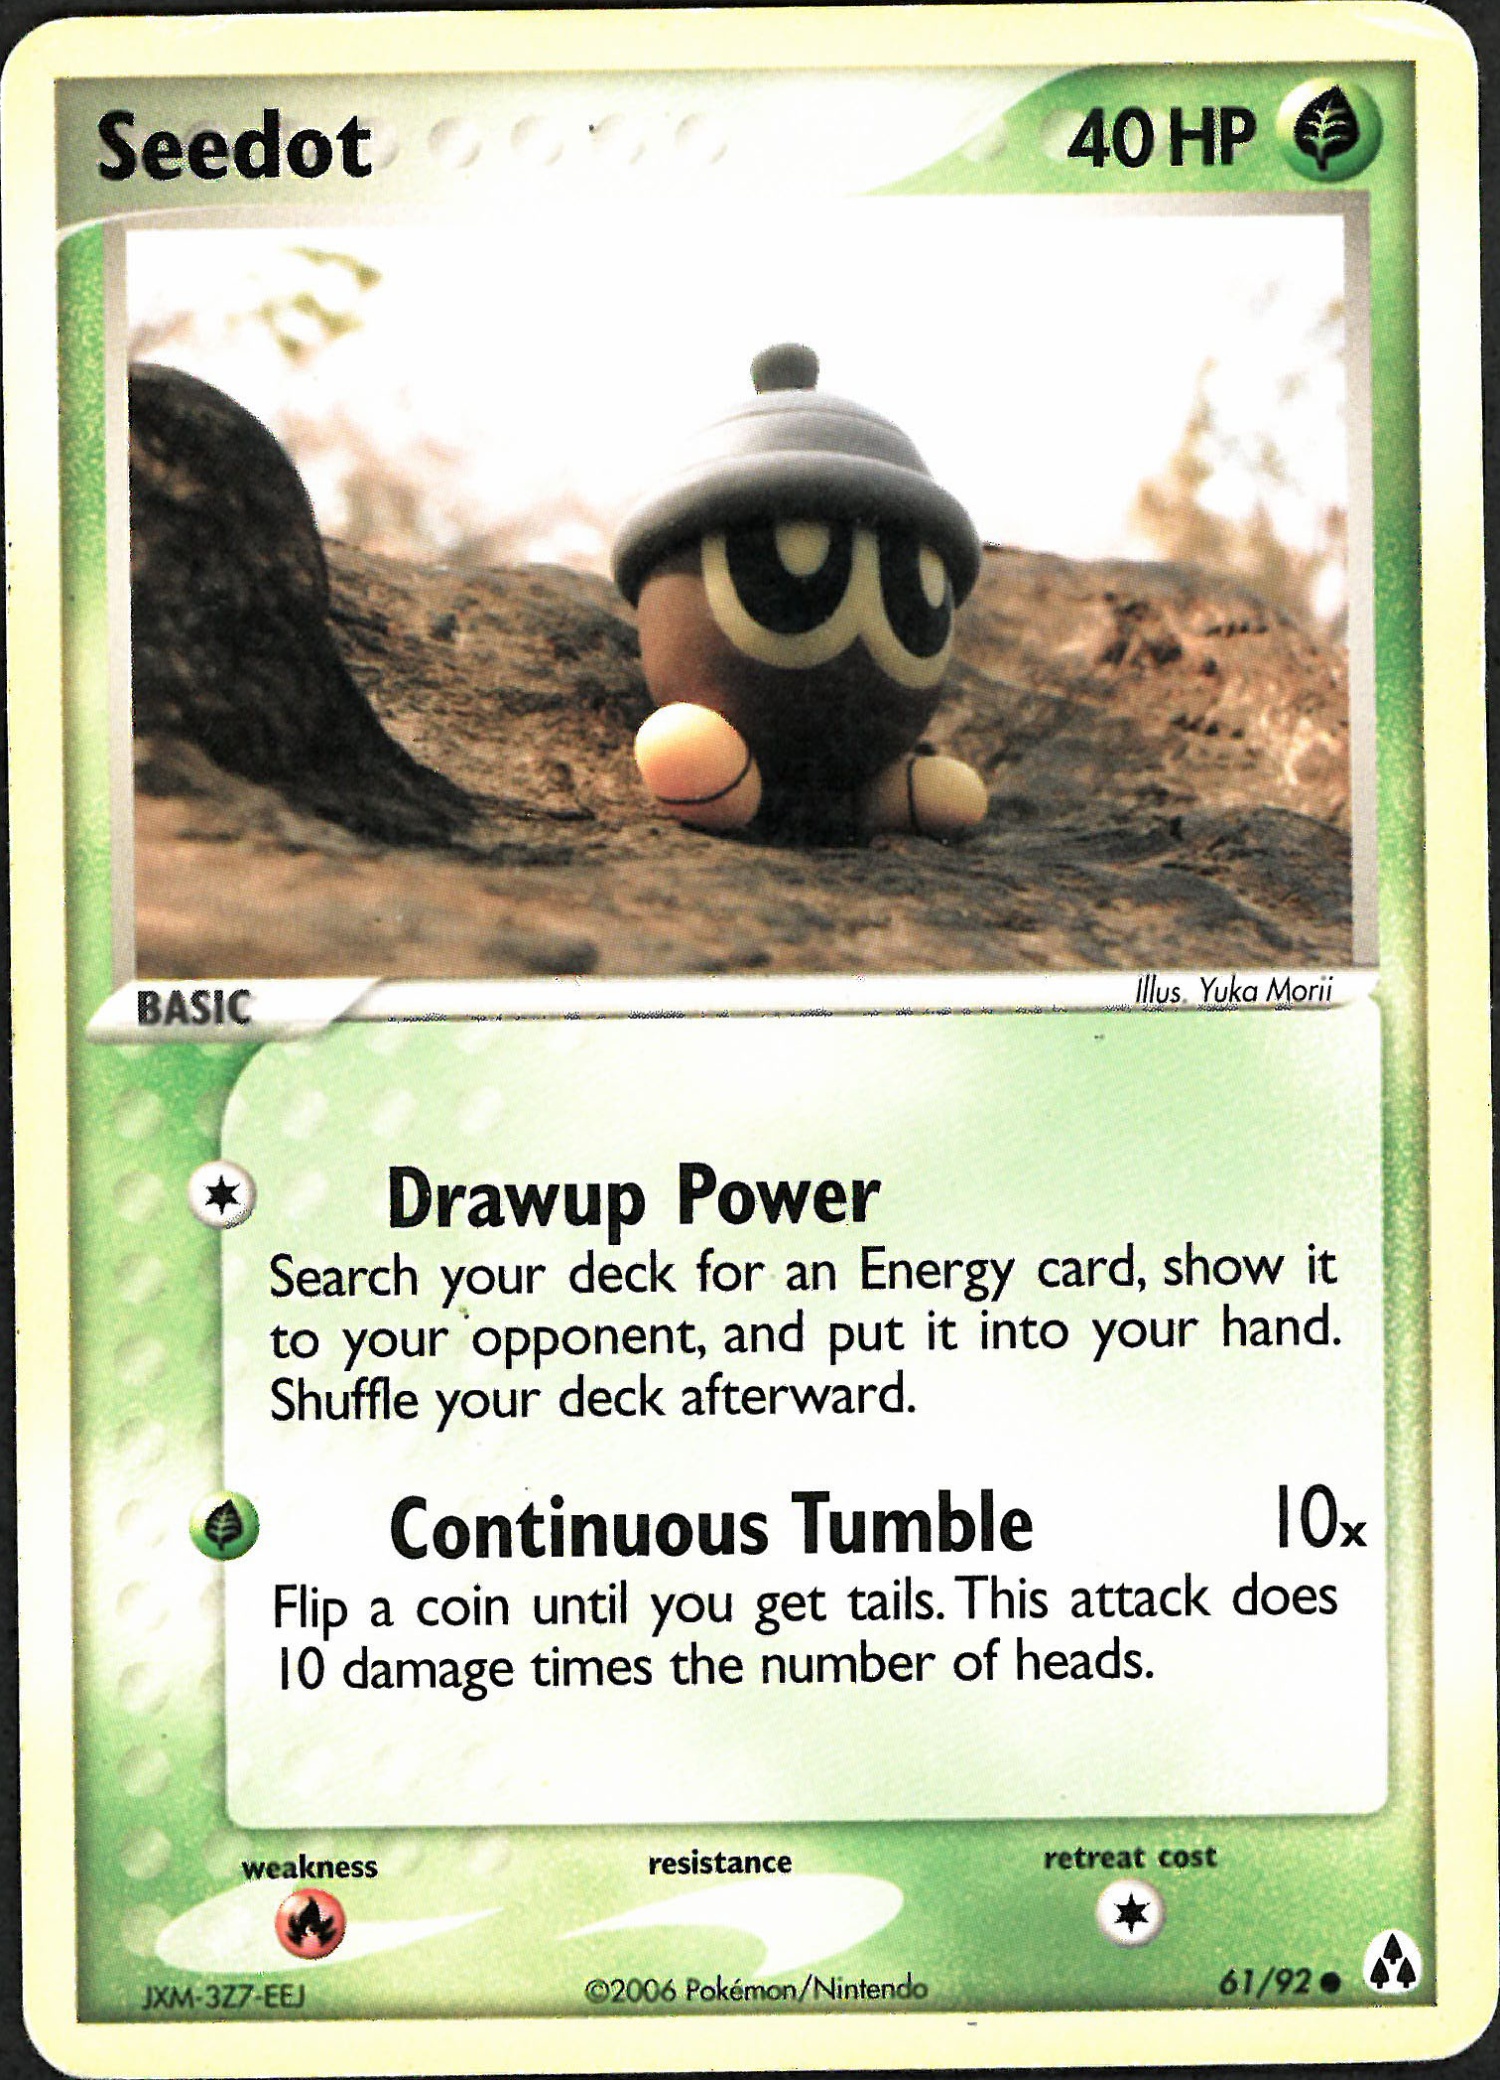 Seedot
40 HP
BASIC
Illus. Yuka Morii
Drawup Power
Search your deck for an Energy card, show it
to your opponent, and put it into your hand.
Shuffle your deck afterward.
Continuous Tumble 10x
Flip a coin until you get tails. This attack does
10 damage times the number of heads.
weakness resistance retreat cost
JXM-3Z7-EEJ ©2006 Pokémon/Nintendo 61/92